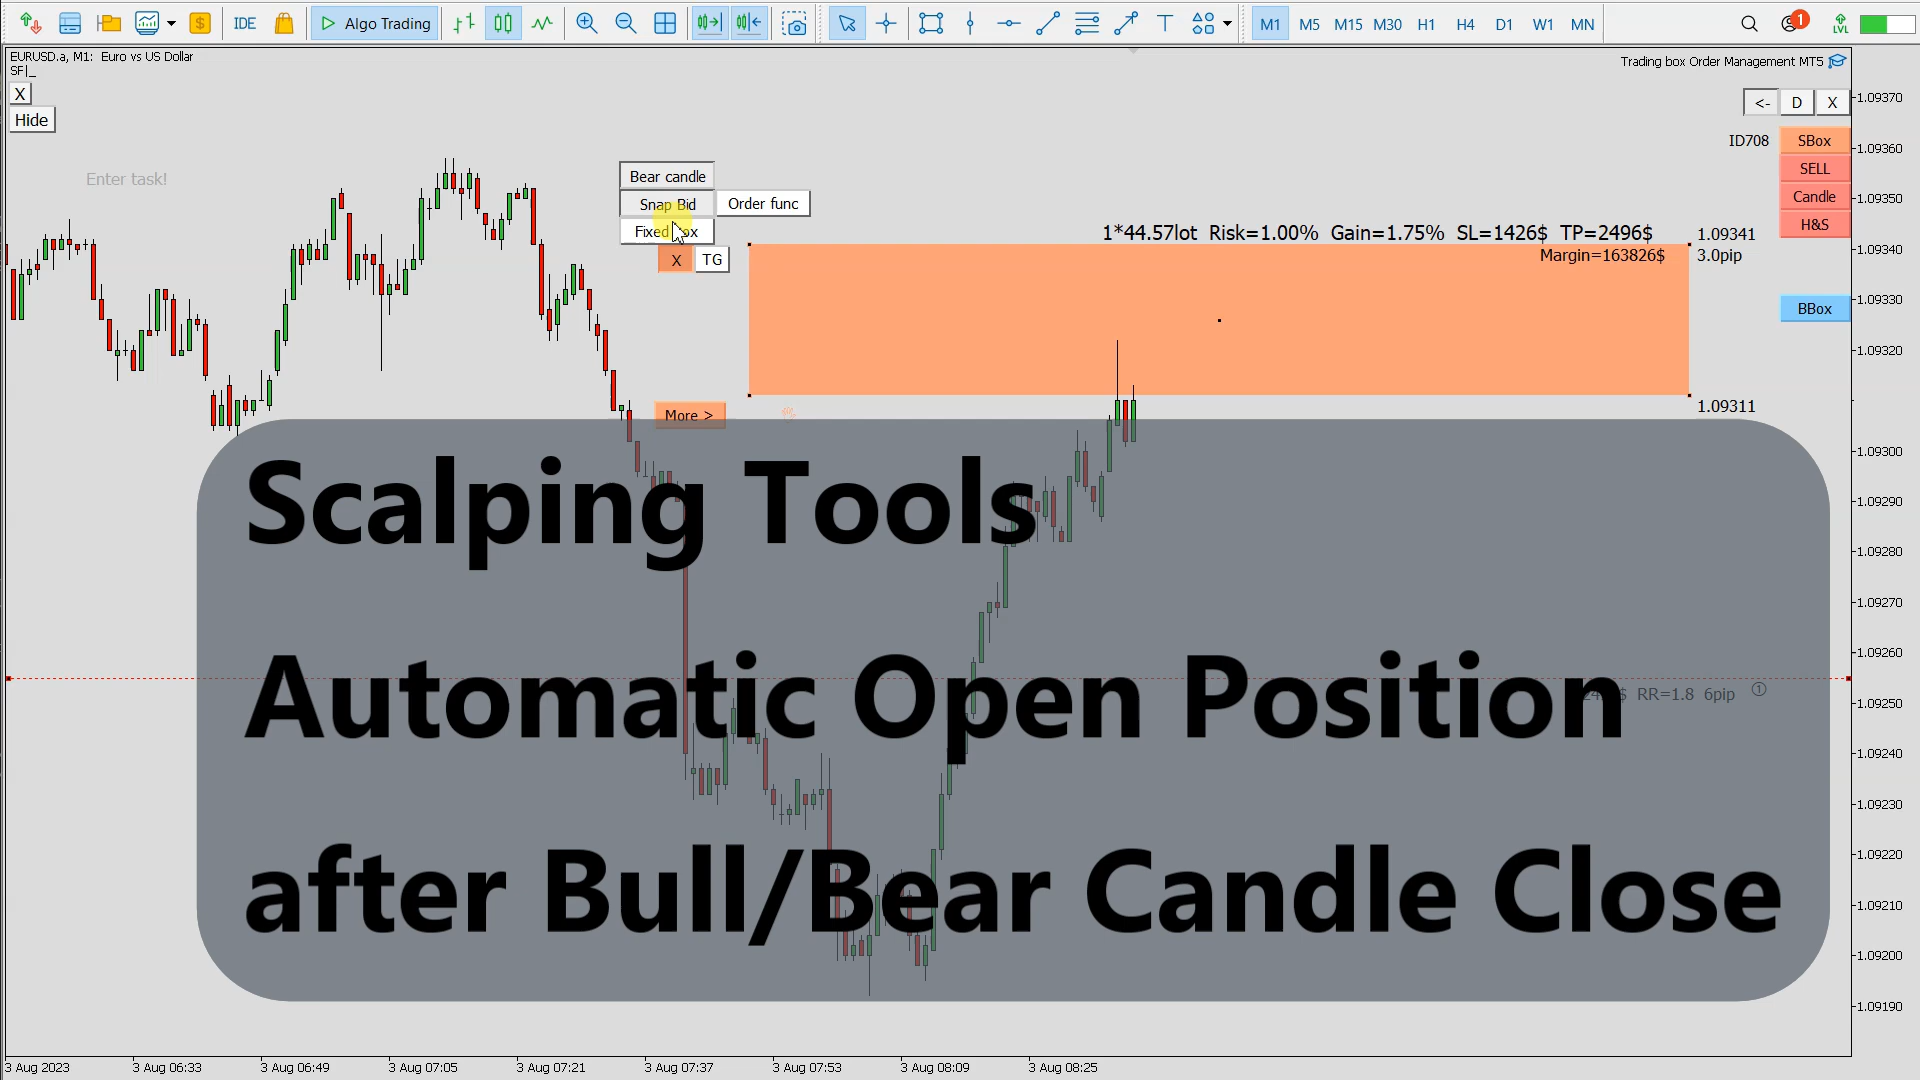 IDE
Algo Trading
M1 M5 M15 M30 H1 H4 D1 W1 MN
1
LVL
EURUSD.a, M1: Euro vs US Dollar
SF|_
Trading box Order Management MT5
X
Hide
<- D X
1.09370
Enter task!
ID708 SBox
SELL
Candle
H&S
BBox
Bear candle
Snap Bid Order func
X TG
1*44.57lot Risk=1.00% Gain=1.75% SL=1426$ TP=2496$
Margin=163826$
1.09341
3.0pip
More >
1.09311
Scalping Tools
Automatic Open Position
after Bull/Bear Candle Close
RR=1.8 6pip
1.09360
1.09350
1.09340
1.09330
1.09320
1.09300
1.09290
1.09280
1.09270
1.09260
1.09250
1.09240
1.09230
1.09220
1.09210
1.09200
1.09190
3 Aug 2023 3 Aug 06:33 3 Aug 06:49 3 Aug 07:05 3 Aug 07:21 3 Aug 07:37 3 Aug 07:53 3 Aug 08:09 3 Aug 08:25